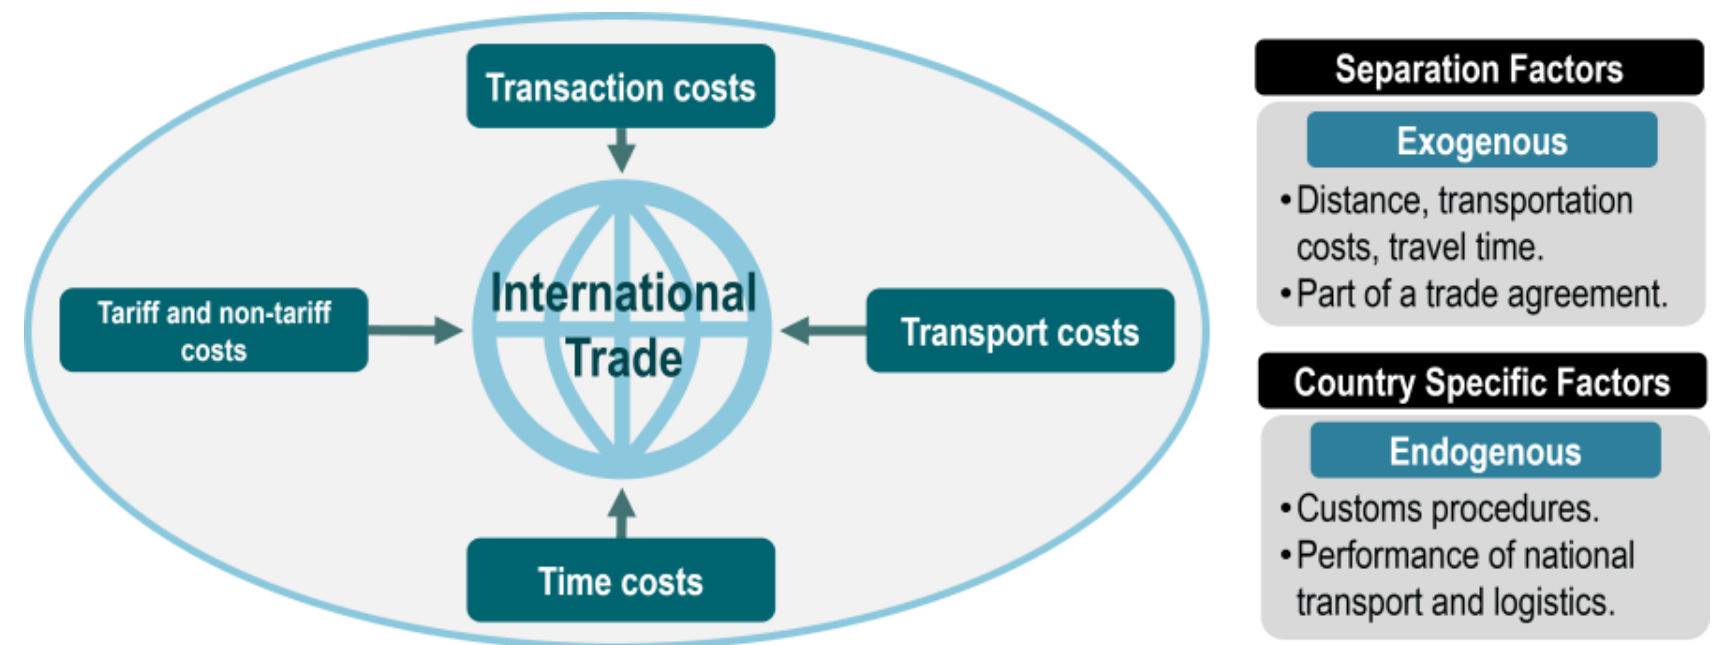 Transaction costs
Tariff and non-tariff
costs
International
Trade
Transport costs
Time costs
Separation Factors
Exogenous
•Distance, transportation
costs, travel time.
•Part of a trade agreement.
Country Specific Factors
Endogenous
•Customs procedures.
•Performance of national
transport and logistics.